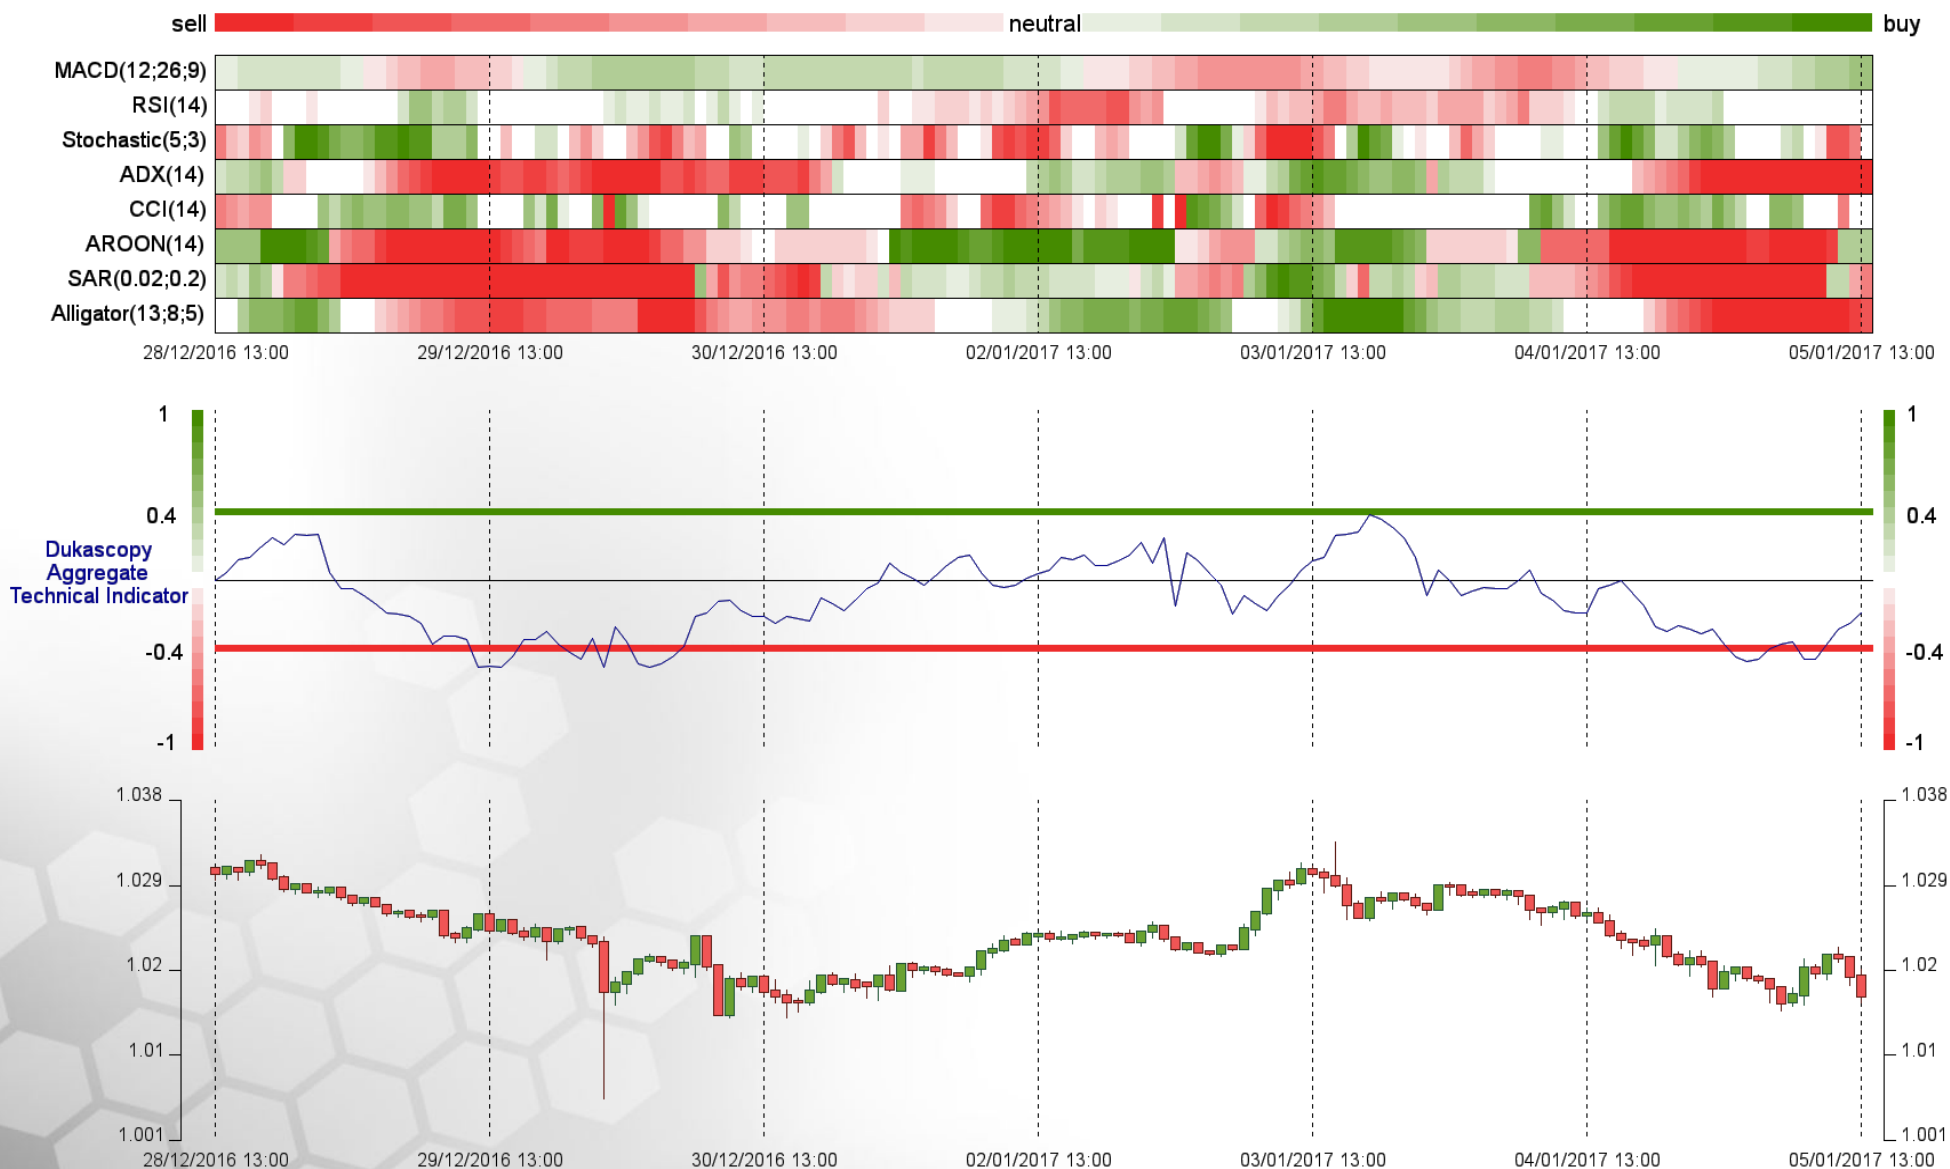 sell neutral buy
MACD(12;26;9)
RSI(14)
Stochastic(5;3)
ADX(14)
CCI(14)
AROON(14)
SAR(0.02;0.2)
Alligator(13;8;5)
28/12/2016 13:00 29/12/2016 13:00 30/12/2016 13:00 02/01/2017 13:00 03/01/2017 13:00 04/01/2017 13:00 05/01/2017 13:00
1 1
0.4 0.4
Dukascopy
Aggregate
Technical Indicator
-0.4 -0.4
-1 -1
1.038 1.038
1.029 1.029
1.02 1.02
1.01 1.01
1.001 1.001
28/12/2016 13:00 29/12/2016 13:00 30/12/2016 13:00 02/01/2017 13:00 03/01/2017 13:00 04/01/2017 13:00 05/01/2017 13:00